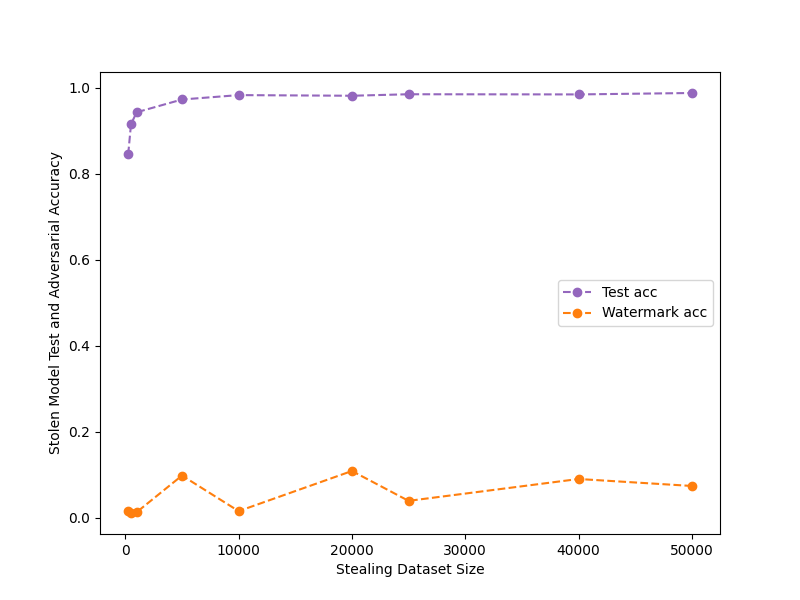 1.0
0.8
0.6
0.4
0.2
0.0
Stolen Model Test and Adversarial Accuracy
Test acc
Watermark acc
0 10000 20000 30000 40000 50000
Stealing Dataset Size